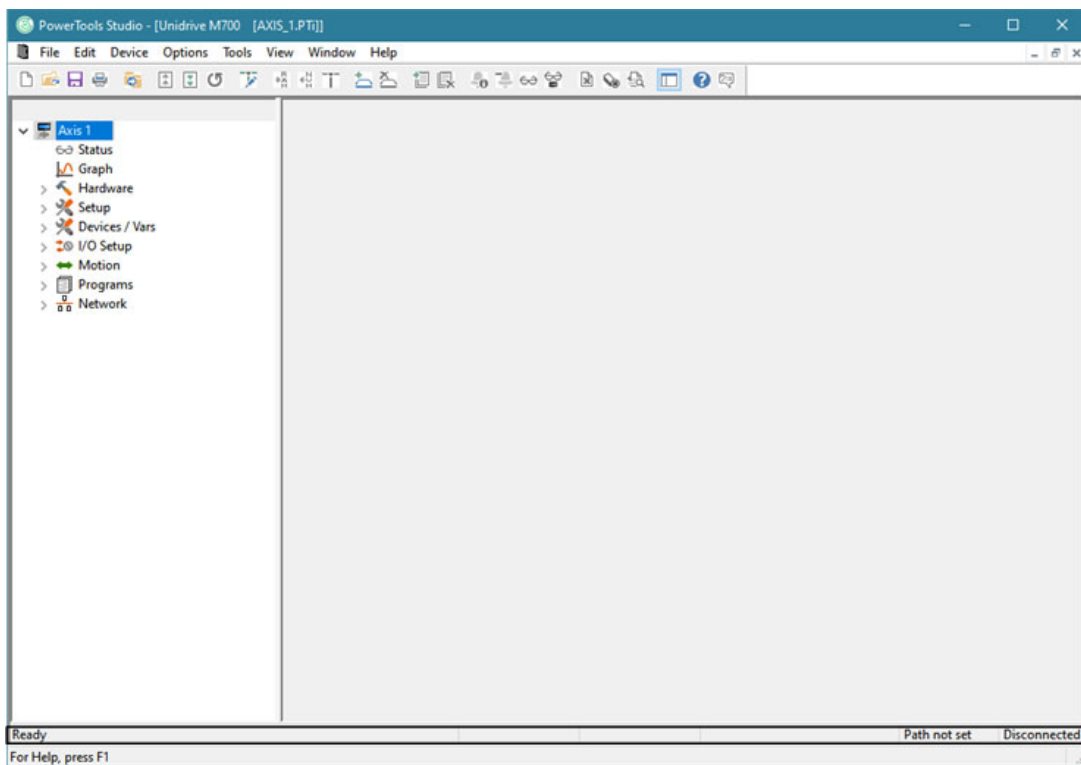 PowerTools Studio - [Unidrive M700 [AXIS_1.PTi]]
File Edit Device Options Tools View Window Help
Axis 1
Status
Graph
Hardware
Setup
Devices / Vars
I/O Setup
Motion
Programs
Network
Ready Path not set Disconnected
For Help, press F1